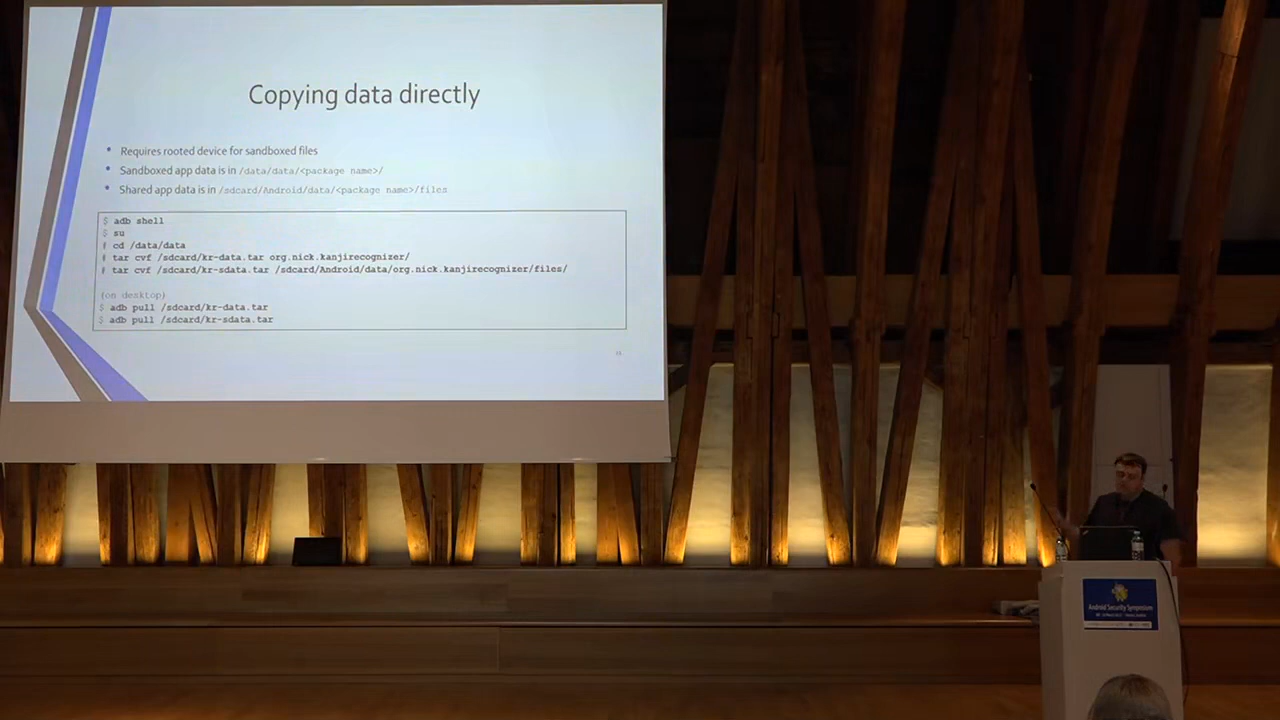 Copying data directly
• Requires rooted device for sandboxed files
• Sandboxed app data is in /data/data/<package name>/
• Shared app data is in /sdcard/Android/data/<package name>/files
$ adb shell
$ su
# cd /data/data
# tar cvf /sdcard/kr-data.tar org.nick.kanjirecognizer/
# tar cvf /sdcard/kr-sdata.tar /sdcard/Android/data/org.nick.kanjirecognizer/files/
(on desktop)
$ adb pull /sdcard/kr-data.tar
$ adb pull /sdcard/kr-sdata.tar
Android Security Symposium